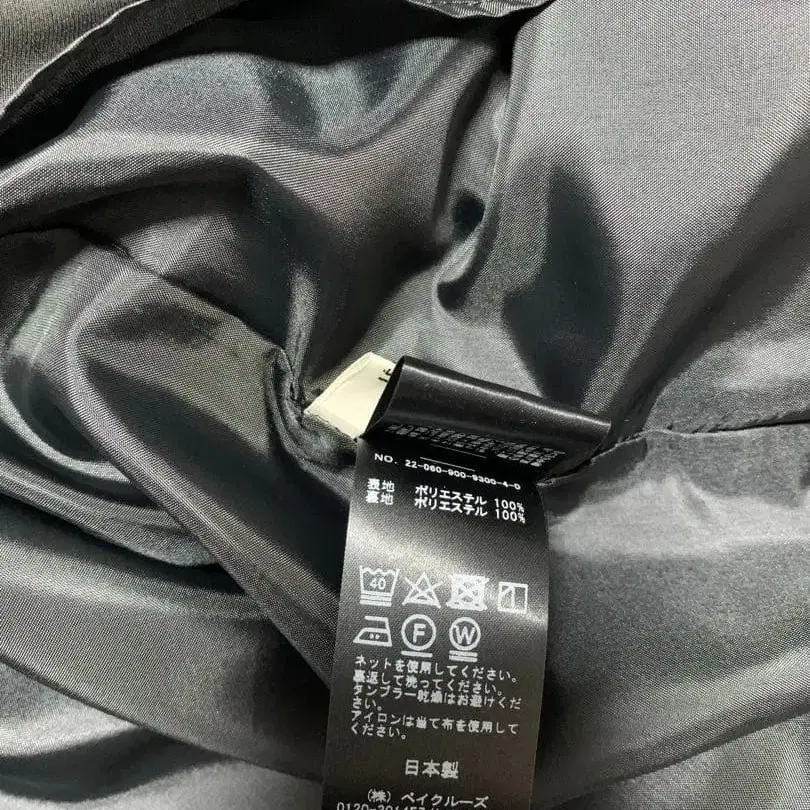 NO. 22-060-900-9300-4-0
表地 ポリエステル 100%
裏地 ポリエステル 100%
40
F W
ネットを使用してください。
裏返して洗ってください。
タンブラー乾燥はお避けくだ
さい。
アイロンは当て布を使用して
ください。
日本製
(株) ベイクルーズ